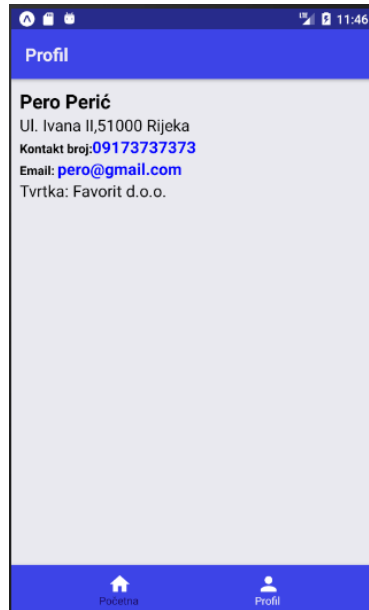 11:46
Profil
Pero Perić
Ul. Ivana II,51000 Rijeka
Kontakt broj:09173737373
Email: pero@gmail.com
Tvrtka: Favorit d.o.o.
Početna
Profil